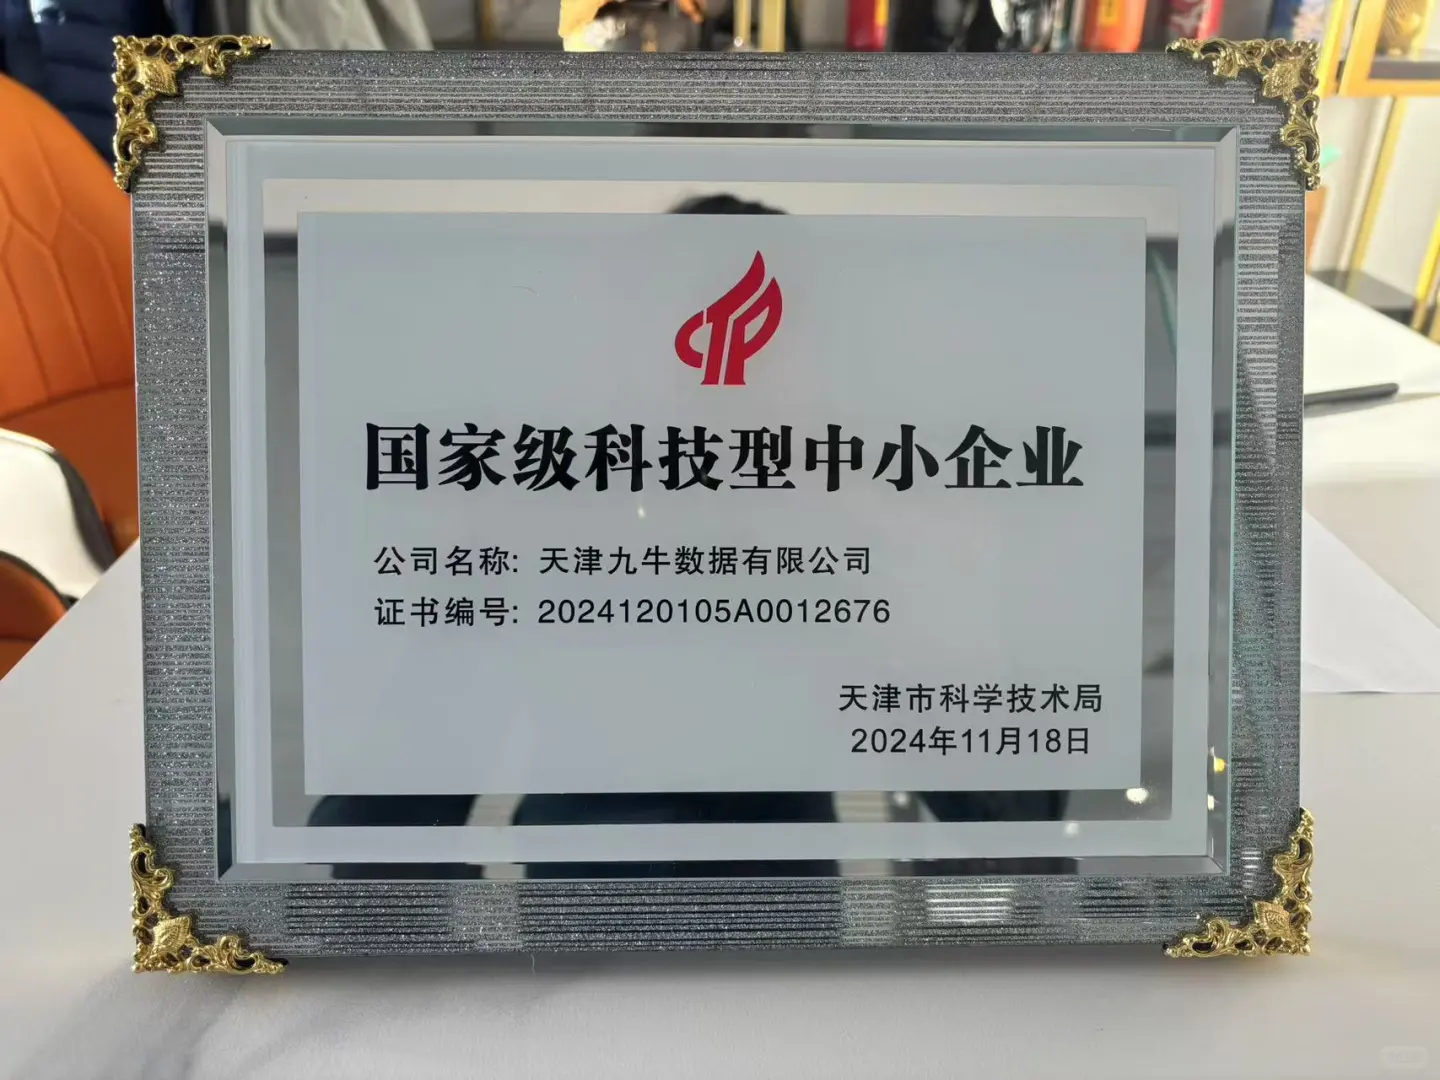 国家级科技型中小企业
公司名称: 天津九牛数据有限公司
证书编号: 2024120105A0012676
天津市科学技术局
2024年11月18日